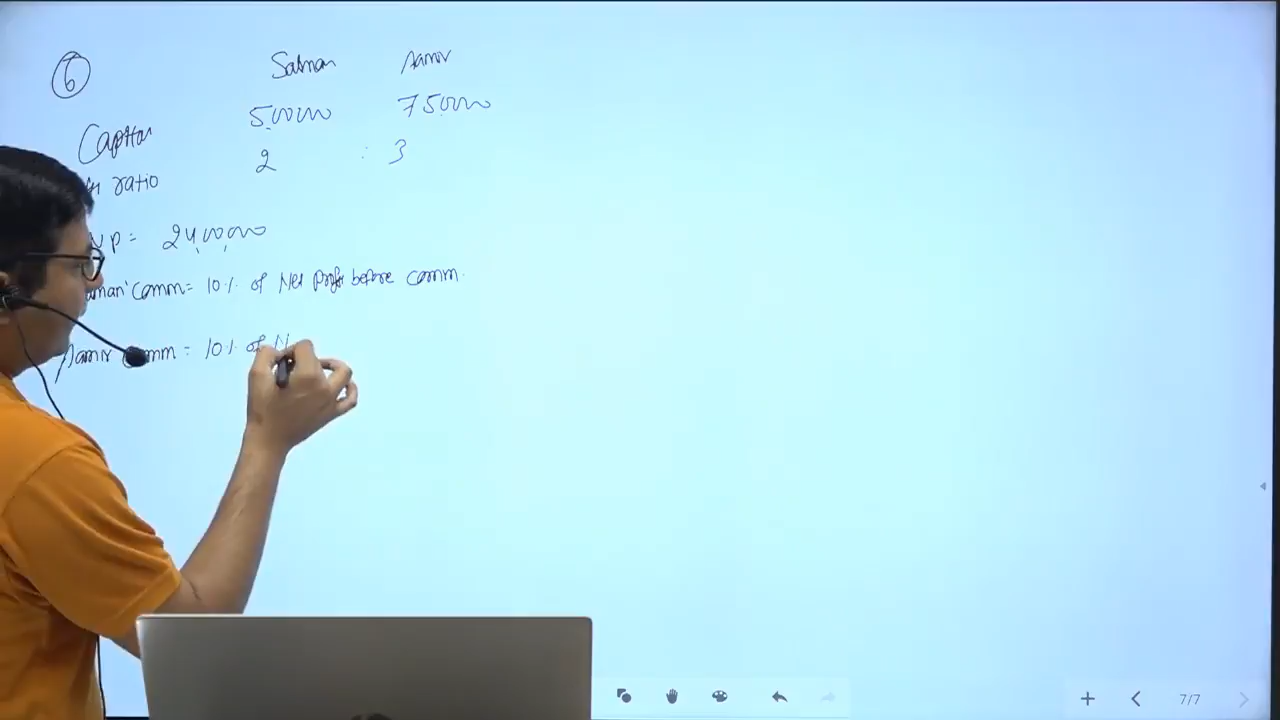 6
Salman Aamir
Capital 5,00,000 7,50,000
ratio 2 : 3
NP = 24,00,000
Comm = 10% of Net Profit before Comm.
Aamir Comm = 10% of N
7/7